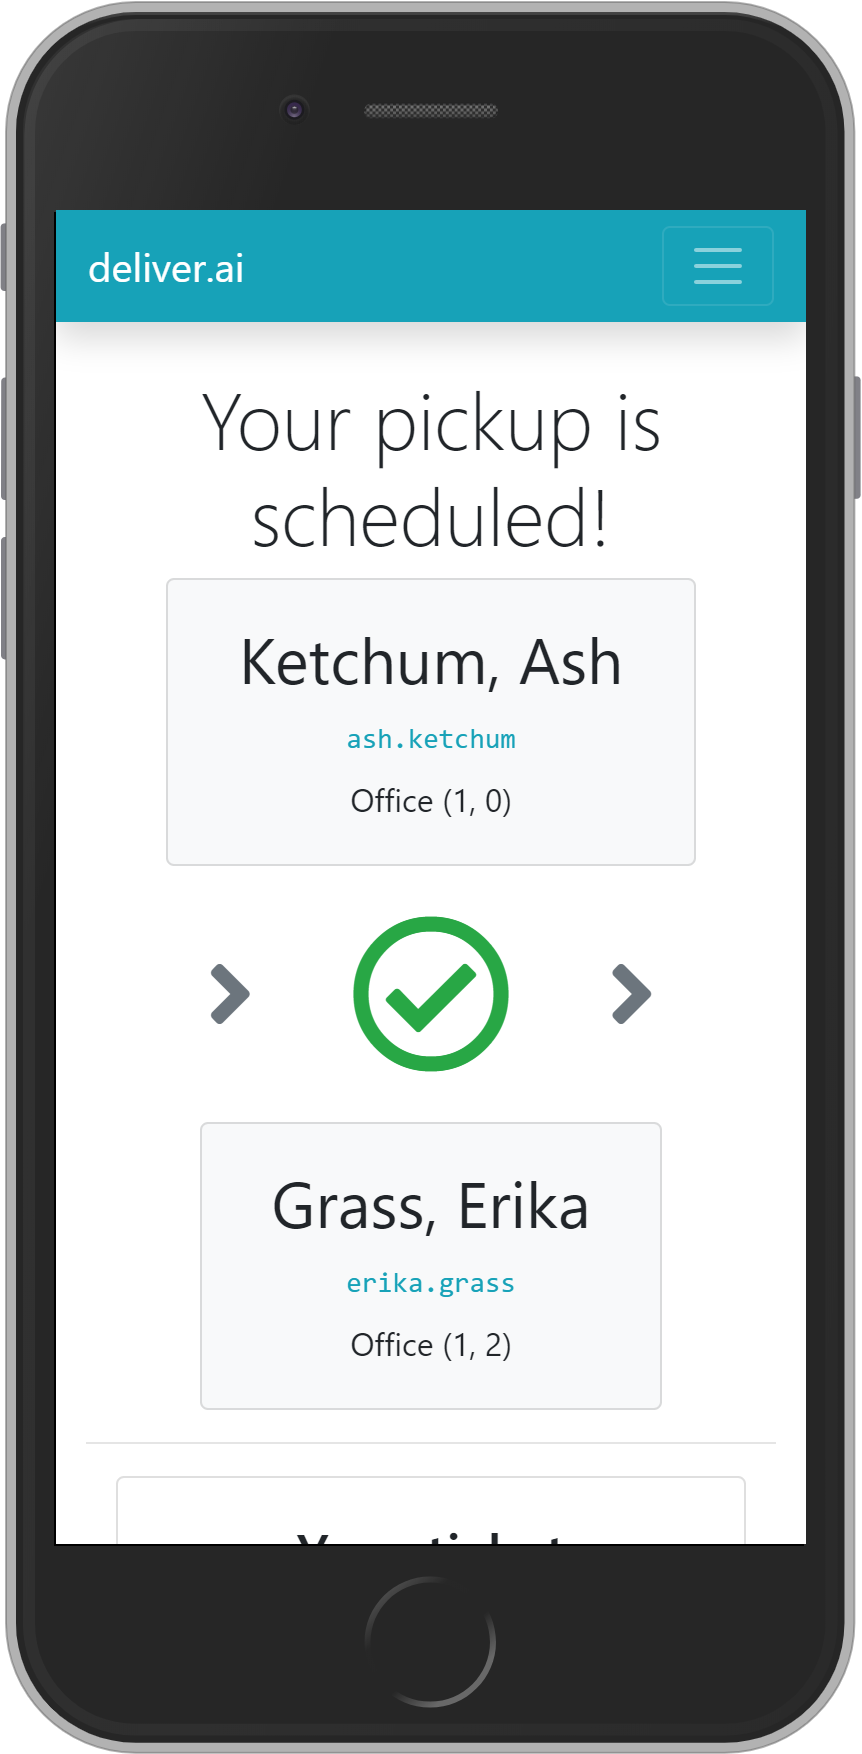 deliver.ai
Your pickup is
scheduled!
Ketchum, Ash
ash.ketchum
Office (1, 0)
Grass, Erika
erika.grass
Office (1, 2)